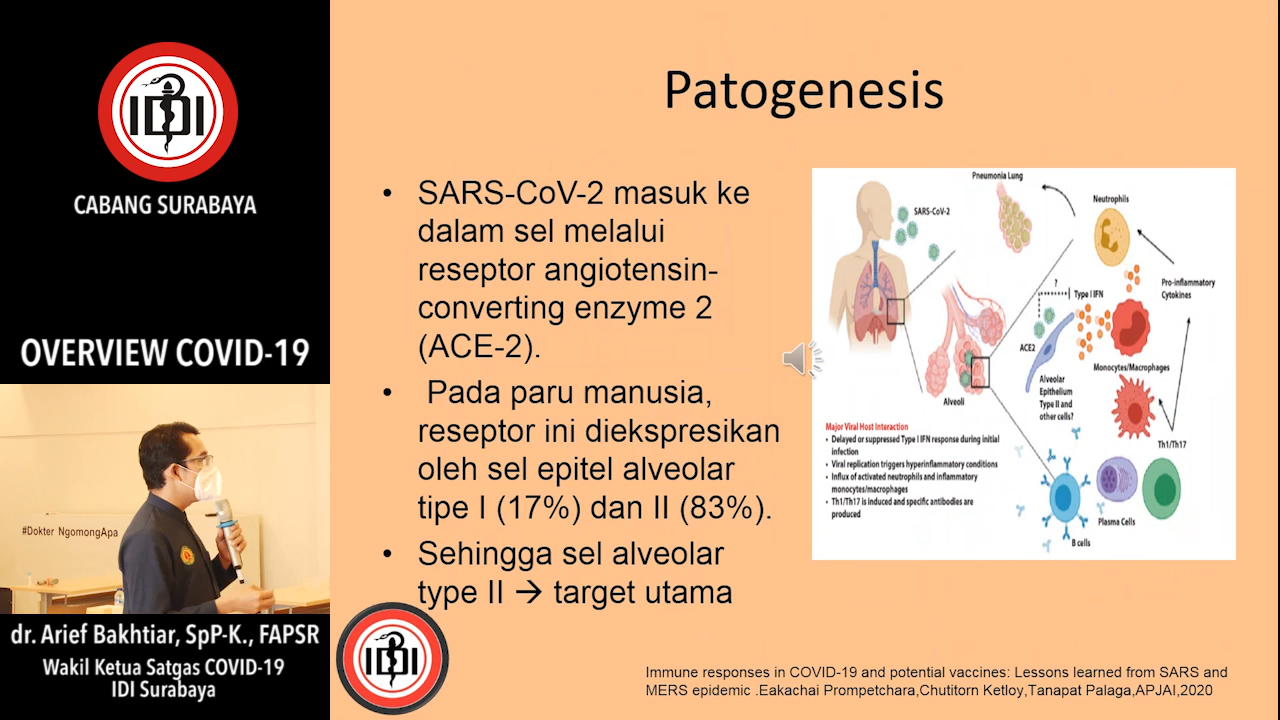 IDI
CABANG SURABAYA
OVERVIEW COVID-19
#Dokter NgomongApa
dr. Arief Bakhtiar, SpP-K., FAPSR
Wakil Ketua Satgas COVID-19
IDI Surabaya
Patogenesis
• SARS-CoV-2 masuk ke
dalam sel melalui
reseptor angiotensin-
converting enzyme 2
(ACE-2).
• Pada paru manusia,
reseptor ini diekspresikan
oleh sel epitel alveolar
tipe I (17%) dan II (83%).
• Sehingga sel alveolar
type II → target utama
IDI
Pneumonia Lung
SARS-CoV-2
Neutrophils
Pro-inflammatory
Cytokines
?
Type I IFN
ACE2
Monocytes/Macrophages
Alveolar
Epithelium
Type II and
other cells?
Alveoli
Th1/Th17
Major Viral Host Interaction
• Delayed or suppressed Type I IFN response during initial
infection
• Viral replication triggers hyperinflammatory conditions
• Influx of activated neutrophils and inflammatory
monocytes/macrophages
• Th1/Th17 is induced and specific antibodies are
produced
Plasma Cells
B cells
Immune responses in COVID-19 and potential vaccines: Lessons learned from SARS and
MERS epidemic .Eakachai Prompetchara,Chutitorn Ketloy,Tanapat Palaga,APJAI,2020